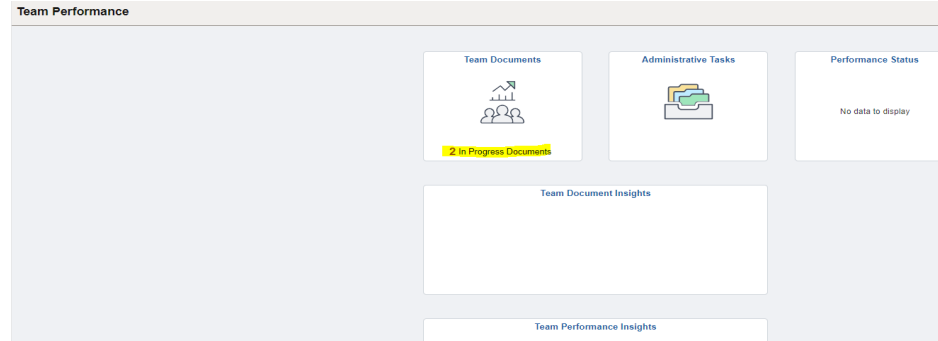 Team Performance
Team Documents
Administrative Tasks
Performance Status
No data to display
2 In Progress Documents
Team Document Insights
Team Performance Insights